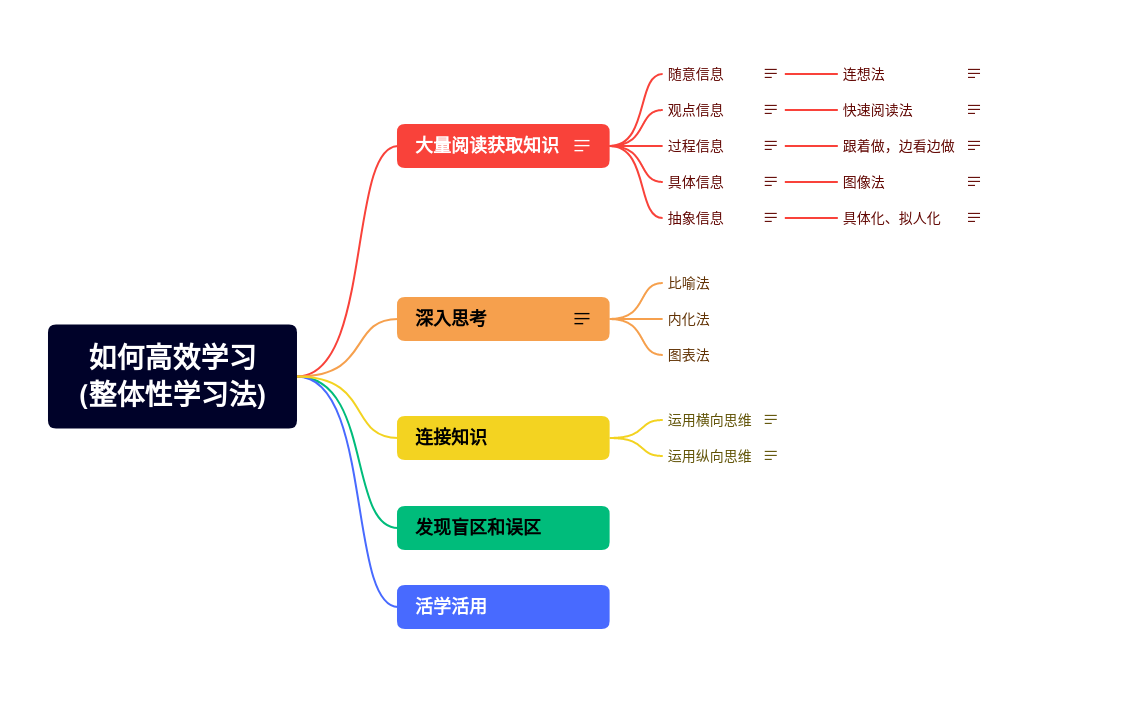 如何高效学习
(整体性学习法)
大量阅读获取知识
随意信息
连想法
观点信息
快速阅读法
过程信息
跟着做，边看边做
具体信息
图像法
抽象信息
具体化、拟人化
深入思考
比喻法
内化法
图表法
连接知识
运用横向思维
运用纵向思维
发现盲区和误区
活学活用